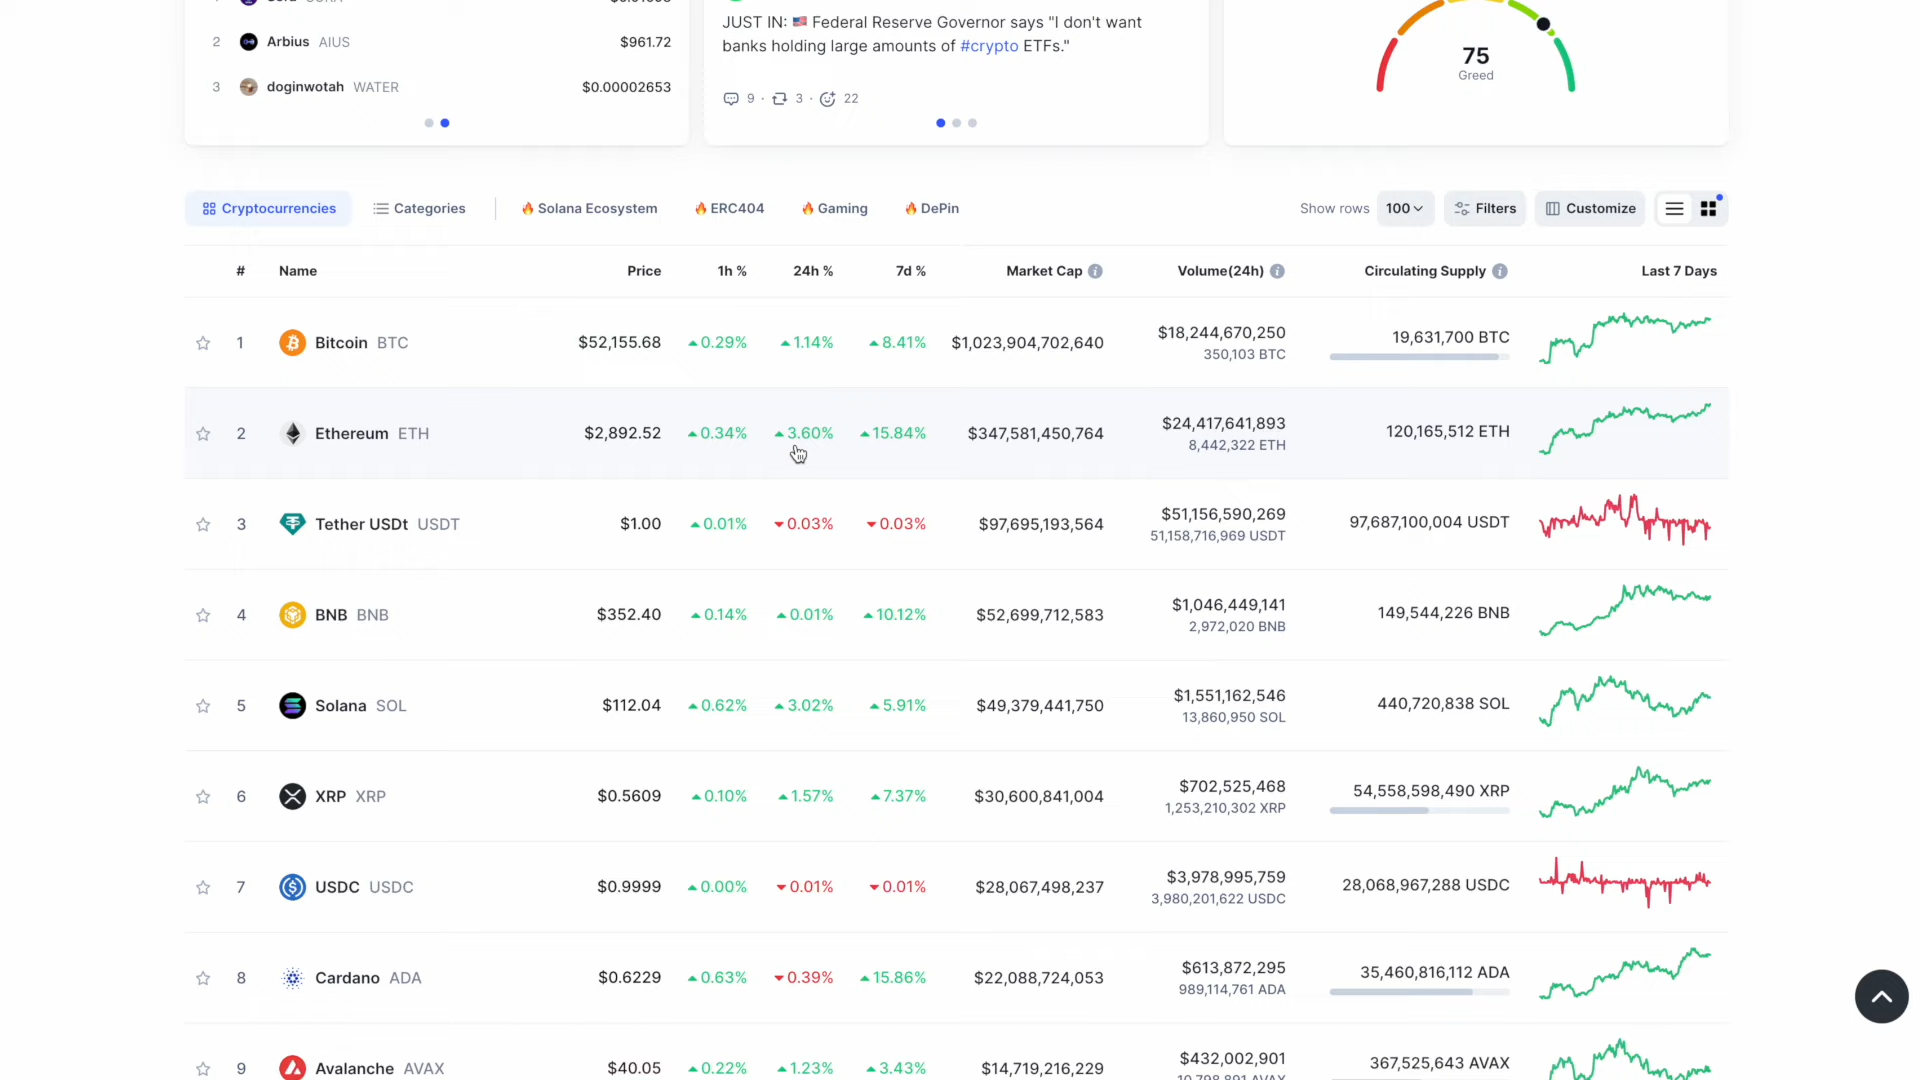 2 Arbius AIUS $961.72
3 doginwotah WATER $0.00002653
JUST IN: 🇺🇸 Federal Reserve Governor says "I don't want
banks holding large amounts of #crypto ETFs."
9 · 3 · 22
75
Greed
Cryptocurrencies Categories 🔥 Solana Ecosystem 🔥 ERC404 🔥 Gaming 🔥 DePin Show rows 100 Filters Customize
# Name Price 1h % 24h % 7d % Market Cap Volume(24h) Circulating Supply Last 7 Days
1 Bitcoin BTC $52,155.68 0.29% 1.14% 8.41% $1,023,904,702,640 $18,244,670,250 19,631,700 BTC
350,103 BTC
2 Ethereum ETH $2,892.52 0.34% 3.60% 15.84% $347,581,450,764 $24,417,641,893 120,165,512 ETH
8,442,322 ETH
3 Tether USDt USDT $1.00 0.01% 0.03% 0.03% $97,695,193,564 $51,156,590,269 97,687,100,004 USDT
51,158,716,969 USDT
4 BNB BNB $352.40 0.14% 0.01% 10.12% $52,699,712,583 $1,046,449,141 149,544,226 BNB
2,972,020 BNB
5 Solana SOL $112.04 0.62% 3.02% 5.91% $49,379,441,750 $1,551,162,546 440,720,838 SOL
13,860,950 SOL
6 XRP XRP $0.5609 0.10% 1.57% 7.37% $30,600,841,004 $702,525,468 54,558,598,490 XRP
1,253,210,302 XRP
7 USDC USDC $0.9999 0.00% 0.01% 0.01% $28,067,498,237 $3,978,995,759 28,068,967,288 USDC
3,980,201,622 USDC
8 Cardano ADA $0.6229 0.63% 0.39% 15.86% $22,088,724,053 $613,872,295 35,460,816,112 ADA
989,114,761 ADA
9 Avalanche AVAX $40.05 0.22% 1.23% 3.43% $14,719,216,229 $432,002,901 367,525,643 AVAX